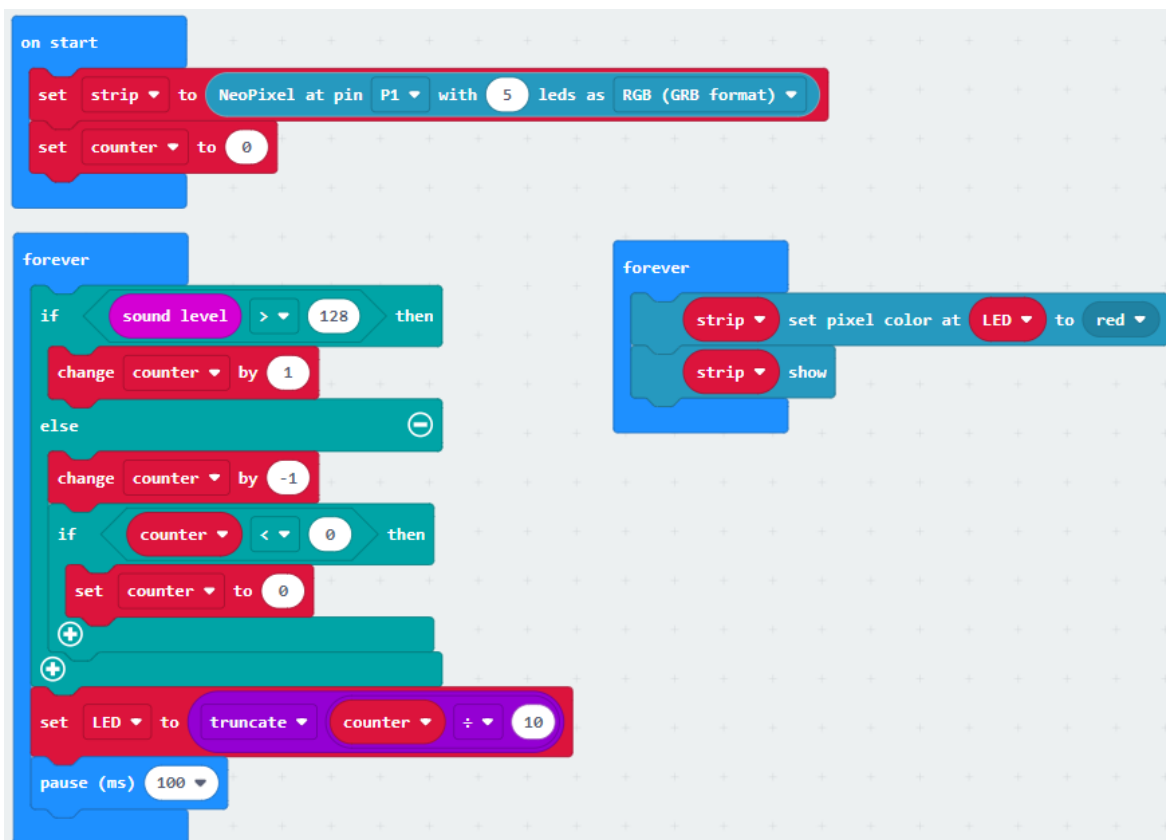 on start
set strip to NeoPixel at pin P1 with 5 leds as RGB (GRB format)
set counter to 0
forever
if sound level > 128 then
change counter by 1
else
change counter by -1
if counter < 0 then
set counter to 0
set LED to truncate counter ÷ 10
pause (ms) 100
forever
strip set pixel color at LED to red
strip show